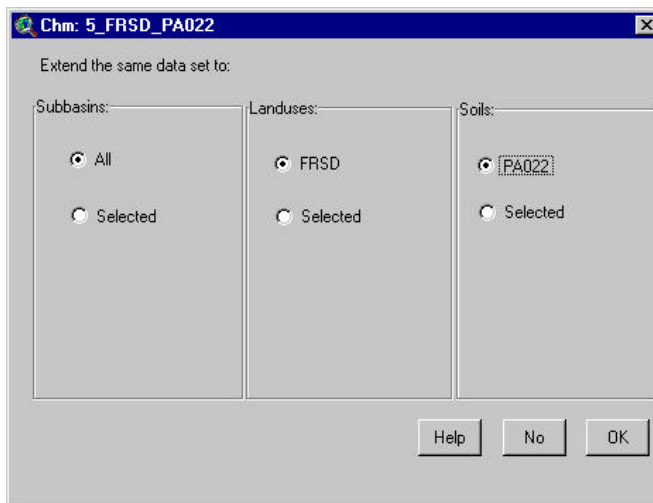 Chm: 5_FRSD_PA022
Extend the same data set to:
Subbasins:
All
Selected
Landuses:
FRSD
Selected
Soils:
PA022
Selected
Help
No
OK